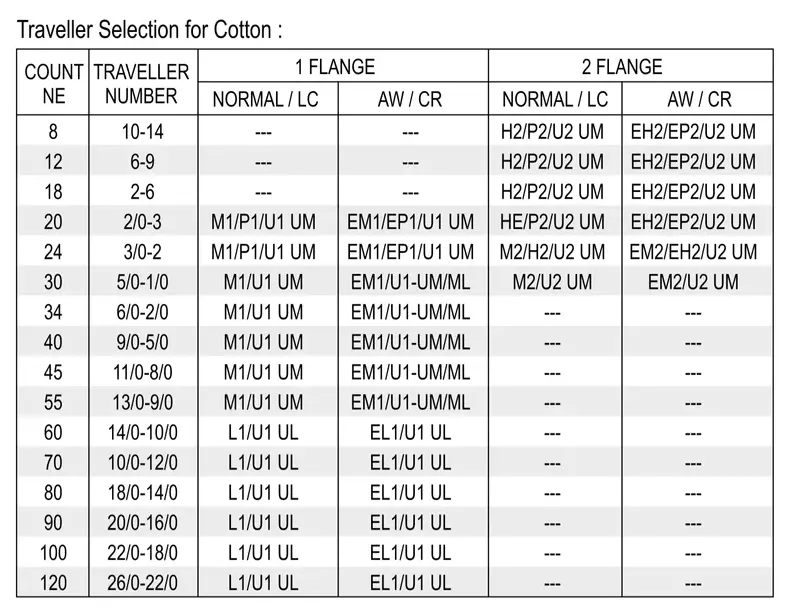 Traveller Selection for Cotton :
COUNT NE TRAVELLER NUMBER 1 FLANGE 2 FLANGE
NORMAL / LC AW / CR NORMAL / LC AW / CR
8 10-14 --- --- H2/P2/U2 UM EH2/EP2/U2 UM
12 6-9 --- --- H2/P2/U2 UM EH2/EP2/U2 UM
18 2-6 --- --- H2/P2/U2 UM EH2/EP2/U2 UM
20 2/0-3 M1/P1/U1 UM EM1/EP1/U1 UM HE/P2/U2 UM EH2/EP2/U2 UM
24 3/0-2 M1/P1/U1 UM EM1/EP1/U1 UM M2/H2/U2 UM EM2/EH2/U2 UM
30 5/0-1/0 M1/U1 UM EM1/U1-UM/ML M2/U2 UM EM2/U2 UM
34 6/0-2/0 M1/U1 UM EM1/U1-UM/ML --- ---
40 9/0-5/0 M1/U1 UM EM1/U1-UM/ML --- ---
45 11/0-8/0 M1/U1 UM EM1/U1-UM/ML --- ---
55 13/0-9/0 M1/U1 UM EM1/U1-UM/ML --- ---
60 14/0-10/0 L1/U1 UL EL1/U1 UL --- ---
70 10/0-12/0 L1/U1 UL EL1/U1 UL --- ---
80 18/0-14/0 L1/U1 UL EL1/U1 UL --- ---
90 20/0-16/0 L1/U1 UL EL1/U1 UL --- ---
100 22/0-18/0 L1/U1 UL EL1/U1 UL --- ---
120 26/0-22/0 L1/U1 UL EL1/U1 UL --- ---